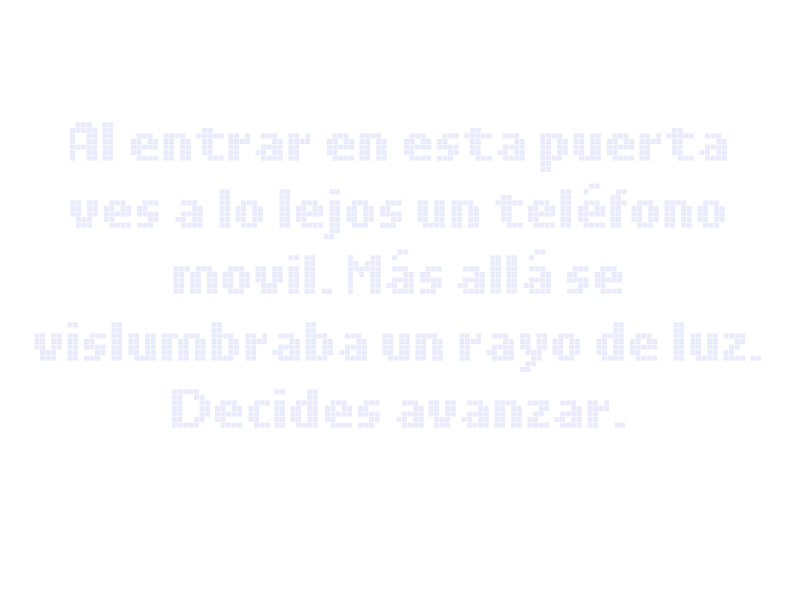 Al entrar en esta puerta
ves a lo lejos un teléfono
movil. Más allá se
vislumbraba un rayo de luz.
Decides avanzar.